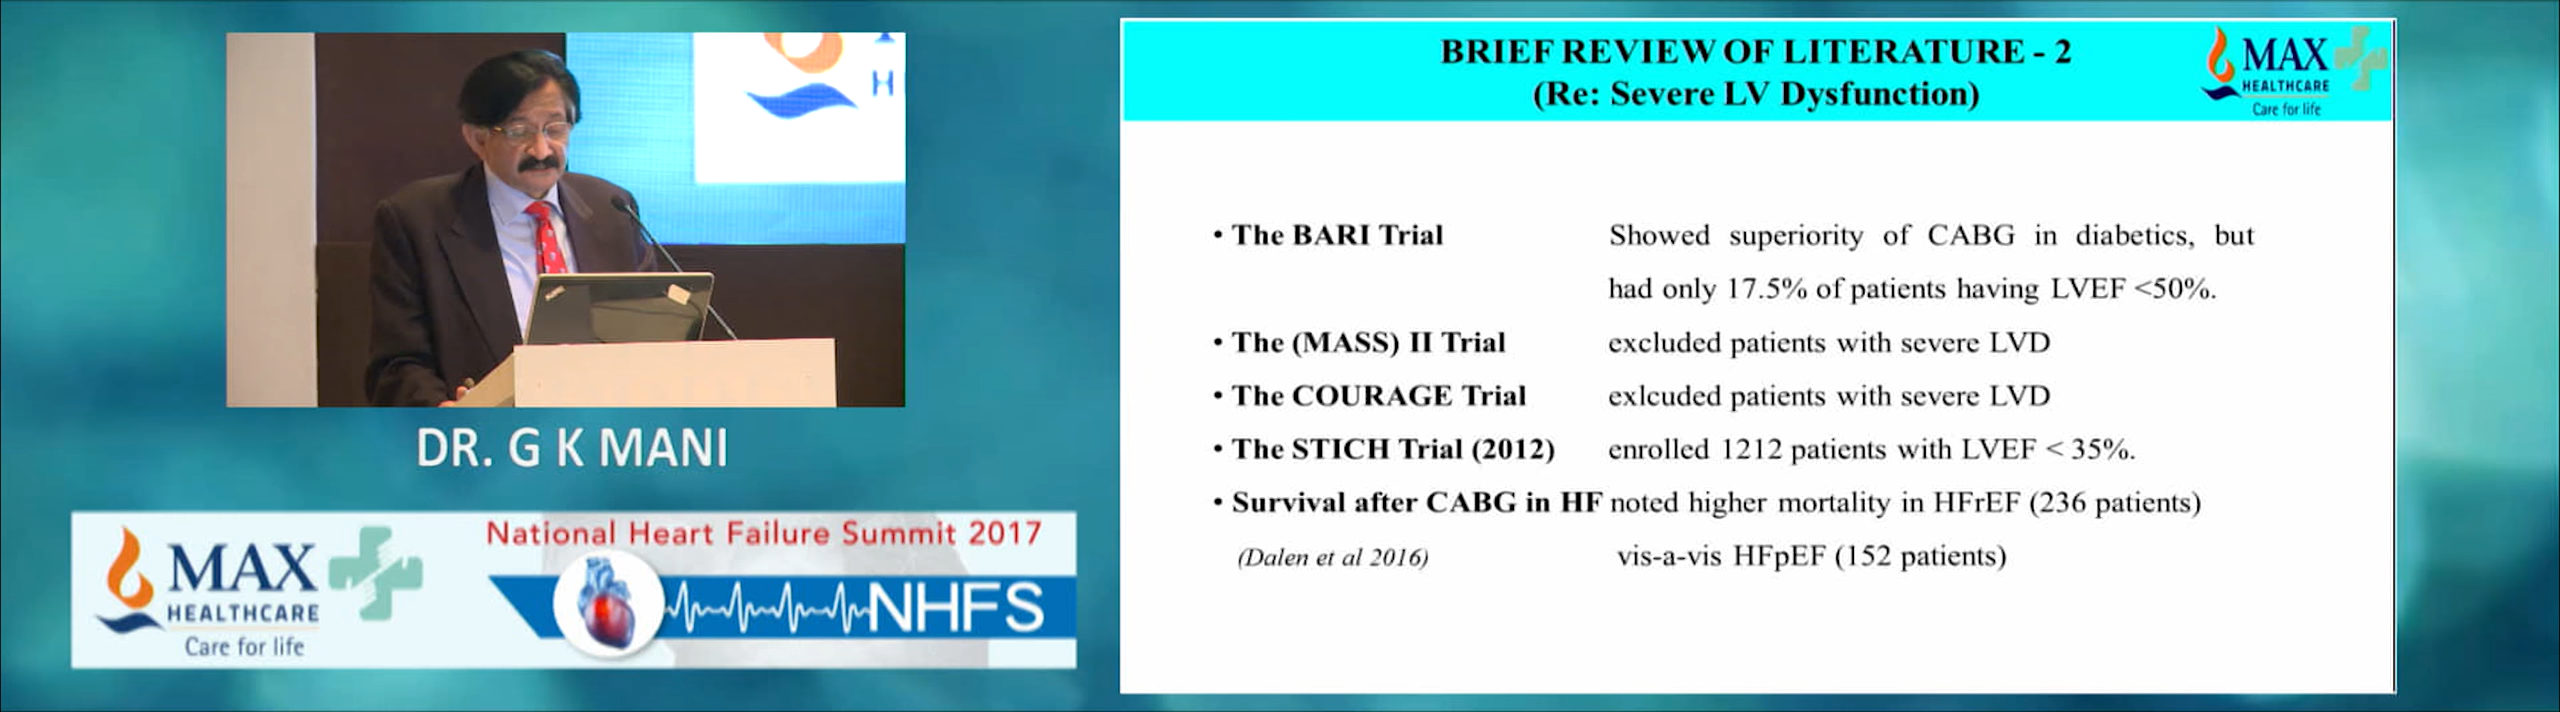 H
DR. G K MANI
MAX
HEALTHCARE
Care for life
National Heart Failure Summit 2017
NHFS
BRIEF REVIEW OF LITERATURE - 2
(Re: Severe LV Dysfunction)
MAX
HEALTHCARE
Care for life
• The BARI Trial Showed superiority of CABG in diabetics, but
had only 17.5% of patients having LVEF <50%.
• The (MASS) II Trial excluded patients with severe LVD
• The COURAGE Trial exlcuded patients with severe LVD
• The STICH Trial (2012) enrolled 1212 patients with LVEF < 35%.
• Survival after CABG in HF noted higher mortality in HFrEF (236 patients)
(Dalen et al 2016) vis-a-vis HFpEF (152 patients)